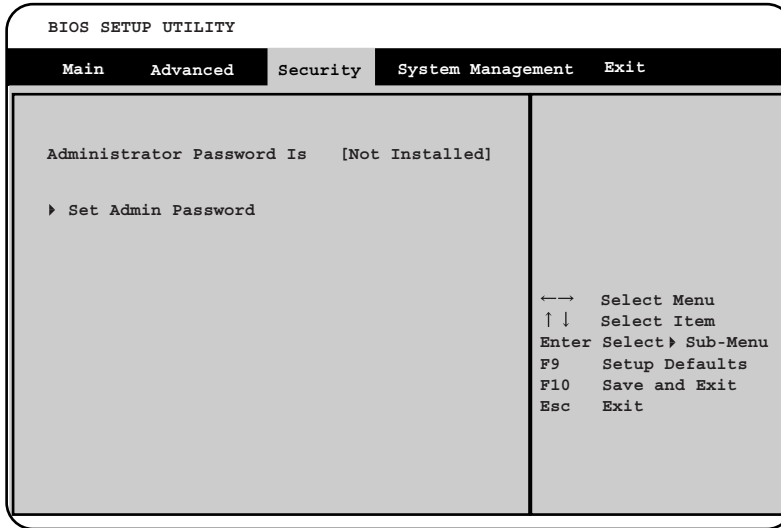 BIOS SETUP UTILITY
Main Advanced Security System Management Exit
Administrator Password Is [Not Installed]
▸ Set Admin Password
←→ Select Menu
↑↓ Select Item
Enter Select▸ Sub-Menu
F9 Setup Defaults
F10 Save and Exit
Esc Exit